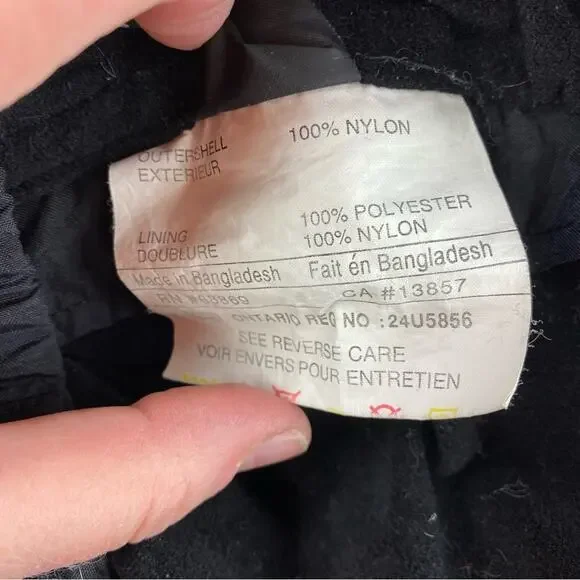 100% NYLON
OUTERSHELL
EXTERIEUR
100% POLYESTER
LINING 100% NYLON
DOUBLURE
Made in Bangladesh Fait én Bangladesh
CA #13857
ONTARIO REG NO :24U5856
SEE REVERSE CARE
VOIR ENVERS POUR ENTRETIEN